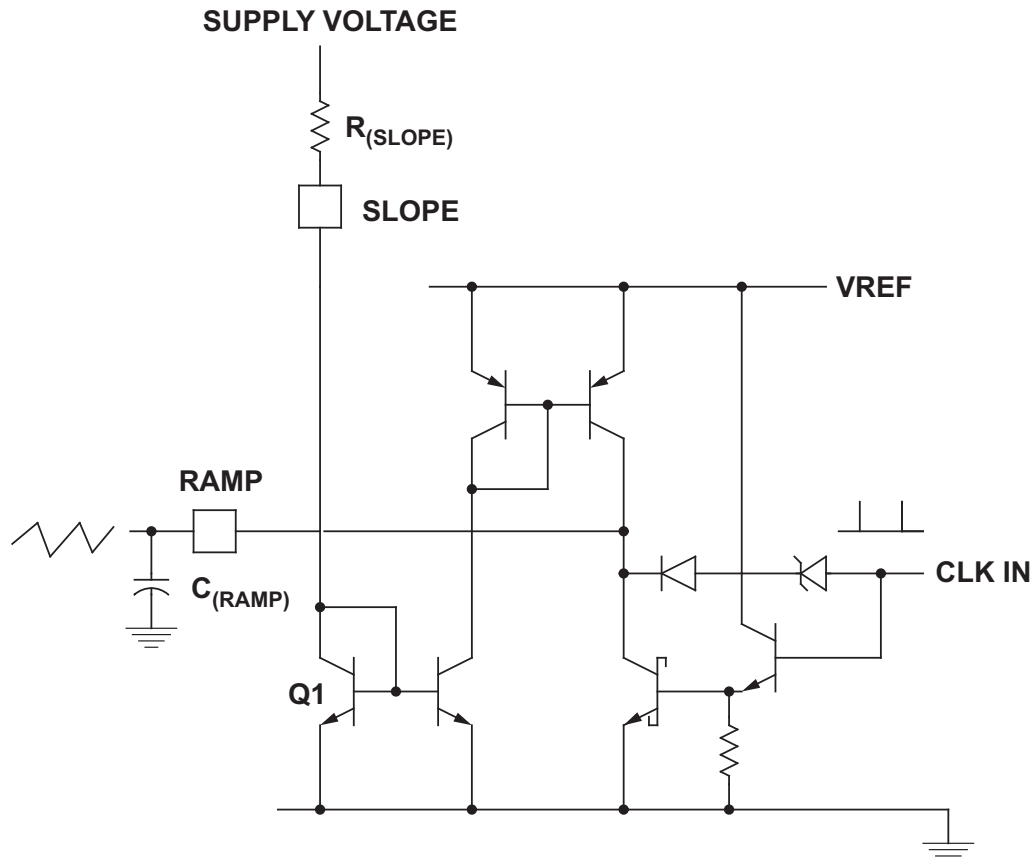 SUPPLY VOLTAGE
R(SLOPE)
SLOPE
VREF
RAMP
CLK IN
C(RAMP)
Q1